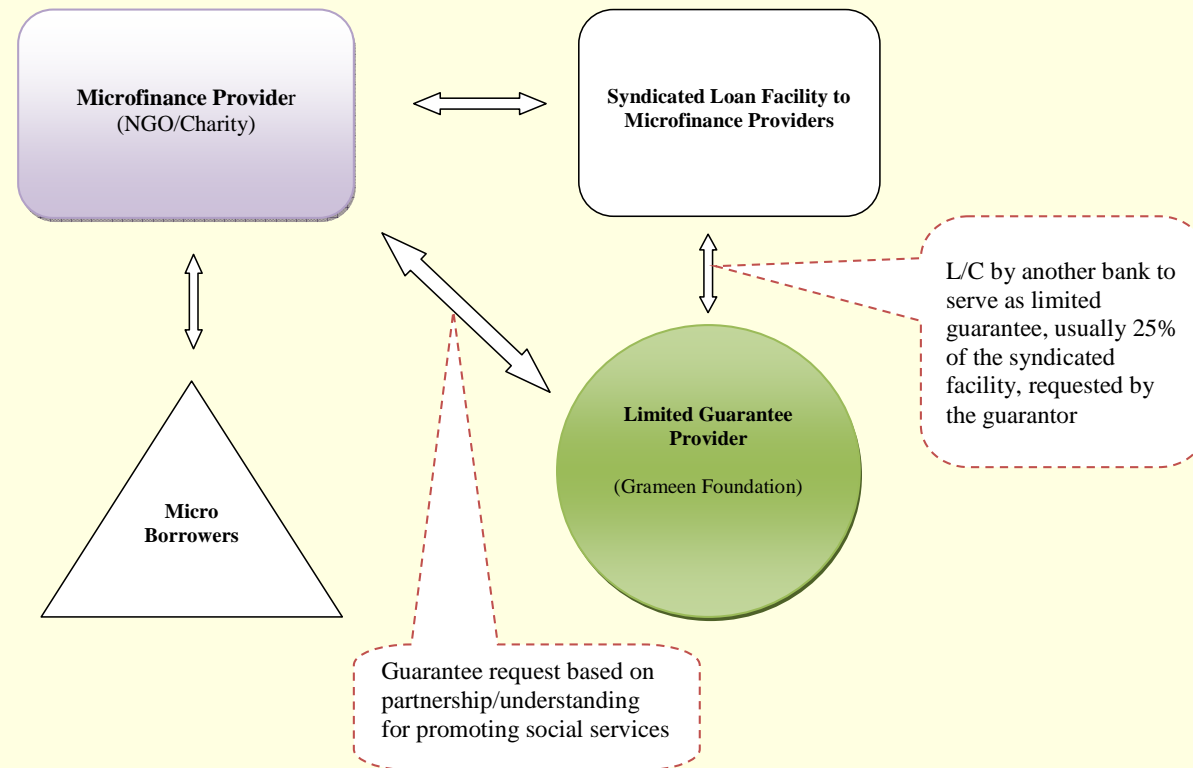 Microfinance Provider
(NGO/Charity)
Syndicated Loan Facility to
Microfinance Providers
L/C by another bank to
serve as limited
guarantee, usually 25%
of the syndicated
facility, requested by
the guarantor
Limited Guarantee
Provider
(Grameen Foundation)
Micro
Borrowers
Guarantee request based on
partnership/understanding
for promoting social services